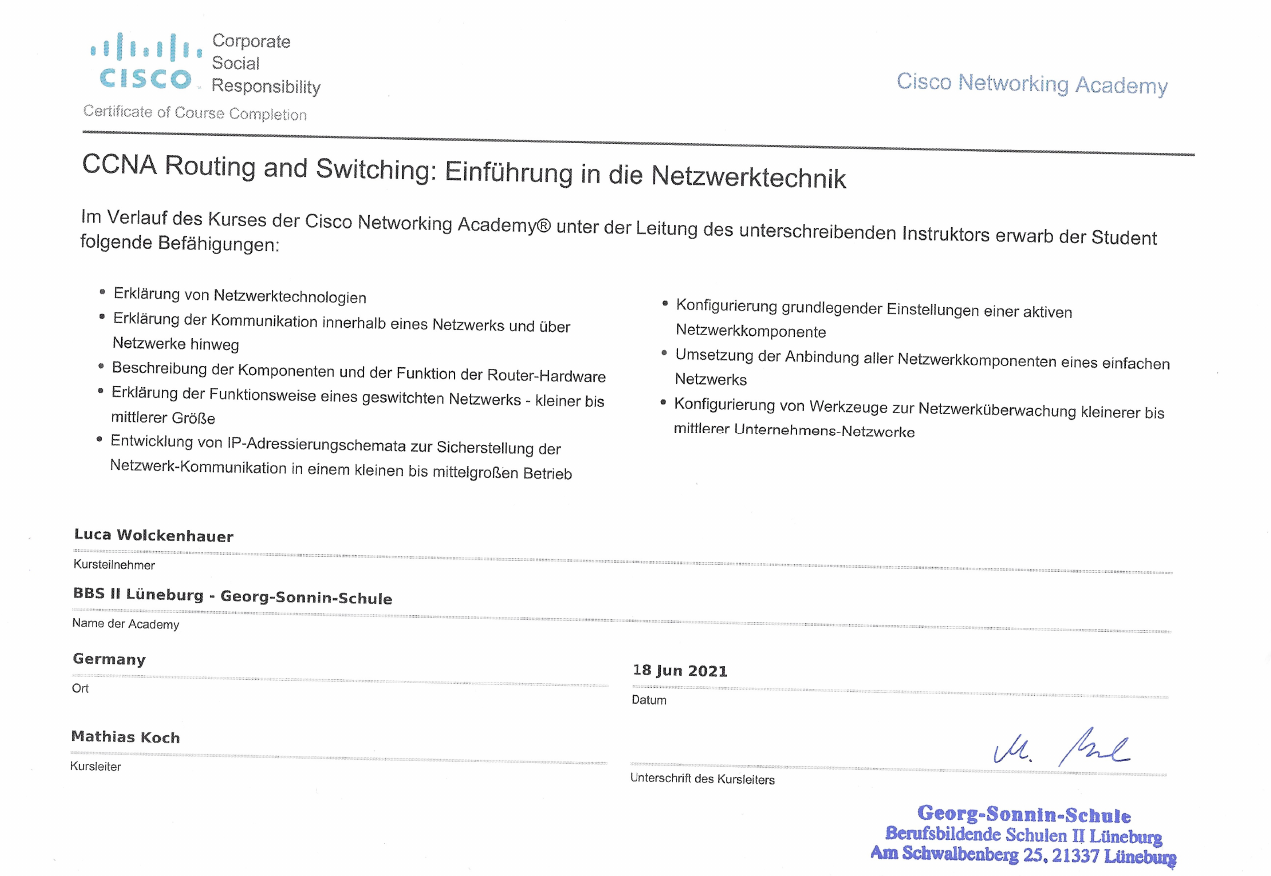 Corporate
Social
CISCO Responsibility
Cisco Networking Academy
Certificate of Course Completion
CCNA Routing and Switching: Einführung in die Netzwerktechnik
Im Verlauf des Kurses der Cisco Networking Academy® unter der Leitung des unterschreibenden Instruktors erwarb der Student
folgende Befähigungen:
• Erklärung von Netzwerktechnologien
• Erklärung der Kommunikation innerhalb eines Netzwerks und über
Netzwerke hinweg
• Beschreibung der Komponenten und der Funktion der Router-Hardware
• Erklärung der Funktionsweise eines geswitchten Netzwerks - kleiner bis
mittlerer Größe
• Entwicklung von IP-Adressierungschemata zur Sicherstellung der
Netzwerk-Kommunikation in einem kleinen bis mittelgroßen Betrieb
• Konfigurierung grundlegender Einstellungen einer aktiven
Netzwerkkomponente
• Umsetzung der Anbindung aller Netzwerkkomponenten eines einfachen
Netzwerks
• Konfigurierung von Werkzeuge zur Netzwerküberwachung kleinerer bis
mittlerer Unternehmens-Netzworke
Luca Wolckenhauer
Kursteilnehmer
BBS II Lüneburg - Georg-Sonnin-Schule
Name der Academy
Germany
Ort
18 Jun 2021
Datum
Mathias Koch
Kursleiter
Unterschrift des Kursleiters
Georg-Sonnin-Schule
Berufsbildende Schulen II Lüneburg
Am Schwalbenberg 25, 21337 Lüneburg